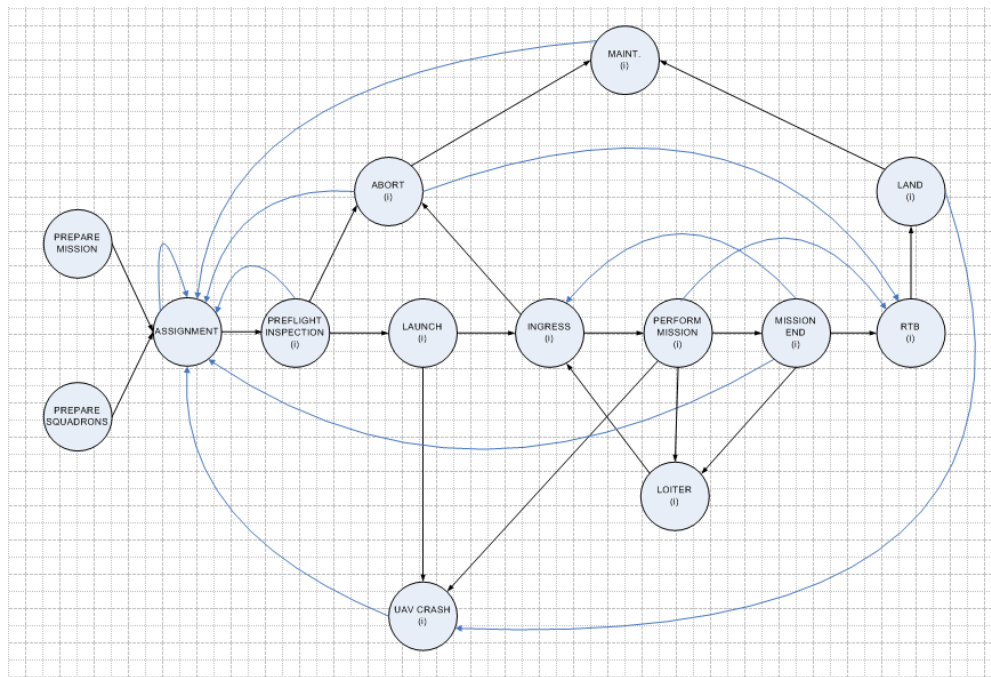 MAINT.
(i)
ABORT
(i)
LAND
(i)
PREPARE
MISSION
ASSIGNMENT
PREFLIGHT
INSPECTION
(i)
LAUNCH
(i)
INGRESS
(i)
PERFORM
MISSION
(i)
MISSION
END
(i)
RTB
(i)
PREPARE
SQUADRONS
LOITER
(i)
UAV CRASH
(i)